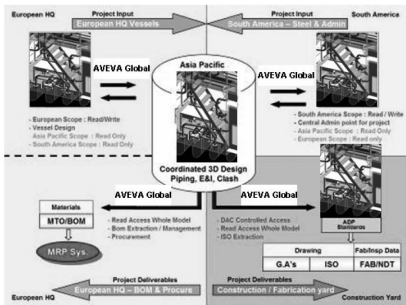 European HQ
Project Input
European HQ Vessels
Project Input
South America – Steel & Admin
South America
AVEVA Global
Asia Pacific
AVEVA Global
- European Scope : Read/Write
- Vessel Design
- Asia Pacific Scope : Read Only
- South America Scope : Read Only
- South America Scope : Read / Write
- Central Admin point for project
- Asia Pacific Scope : Read Only
- European Scope : Read only
Coordinated 3D Design
Piping, E&I, Clash
AVEVA Global
AVEVA Global
Materials
MTO/BOM
MRP Sys.
- Read Access Whole Model
- Bom Extraction / Management
- Procurement
- DAC Controlled Access
- Read Access Whole Model
- ISO Extraction
ADP
Standards
Drawing
Fab/Insp Data
G.A's
ISO
FAB/NDT
Project Deliverables
European HQ – BOM & Procure
European HQ
Project Deliverables
Construction / Fabrication yard
Construction Yard